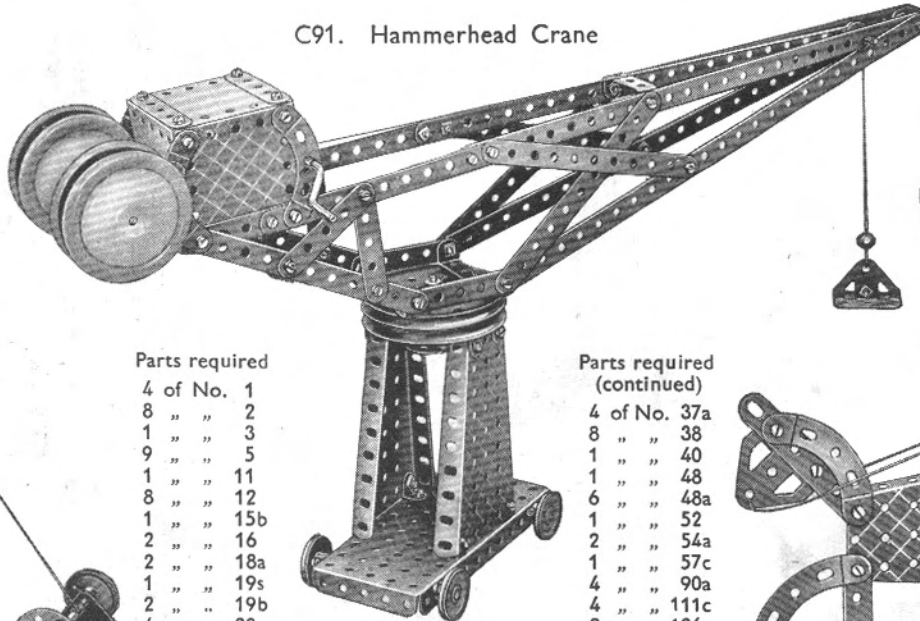 C91. Hammerhead Crane
Parts required
4 of No. 1
8 „ „ 2
1 „ „ 3
9 „ „ 5
1 „ „ 11
8 „ „ 12
1 „ „ 15b
2 „ „ 16
2 „ „ 18a
1 „ „ 19s
2 „ „ 19b
Parts required
(continued)
4 of No. 37a
8 „ „ 38
1 „ „ 40
1 „ „ 48
6 „ „ 48a
1 „ „ 52
2 „ „ 54a
1 „ „ 57c
4 „ „ 90a
4 „ „ 111c